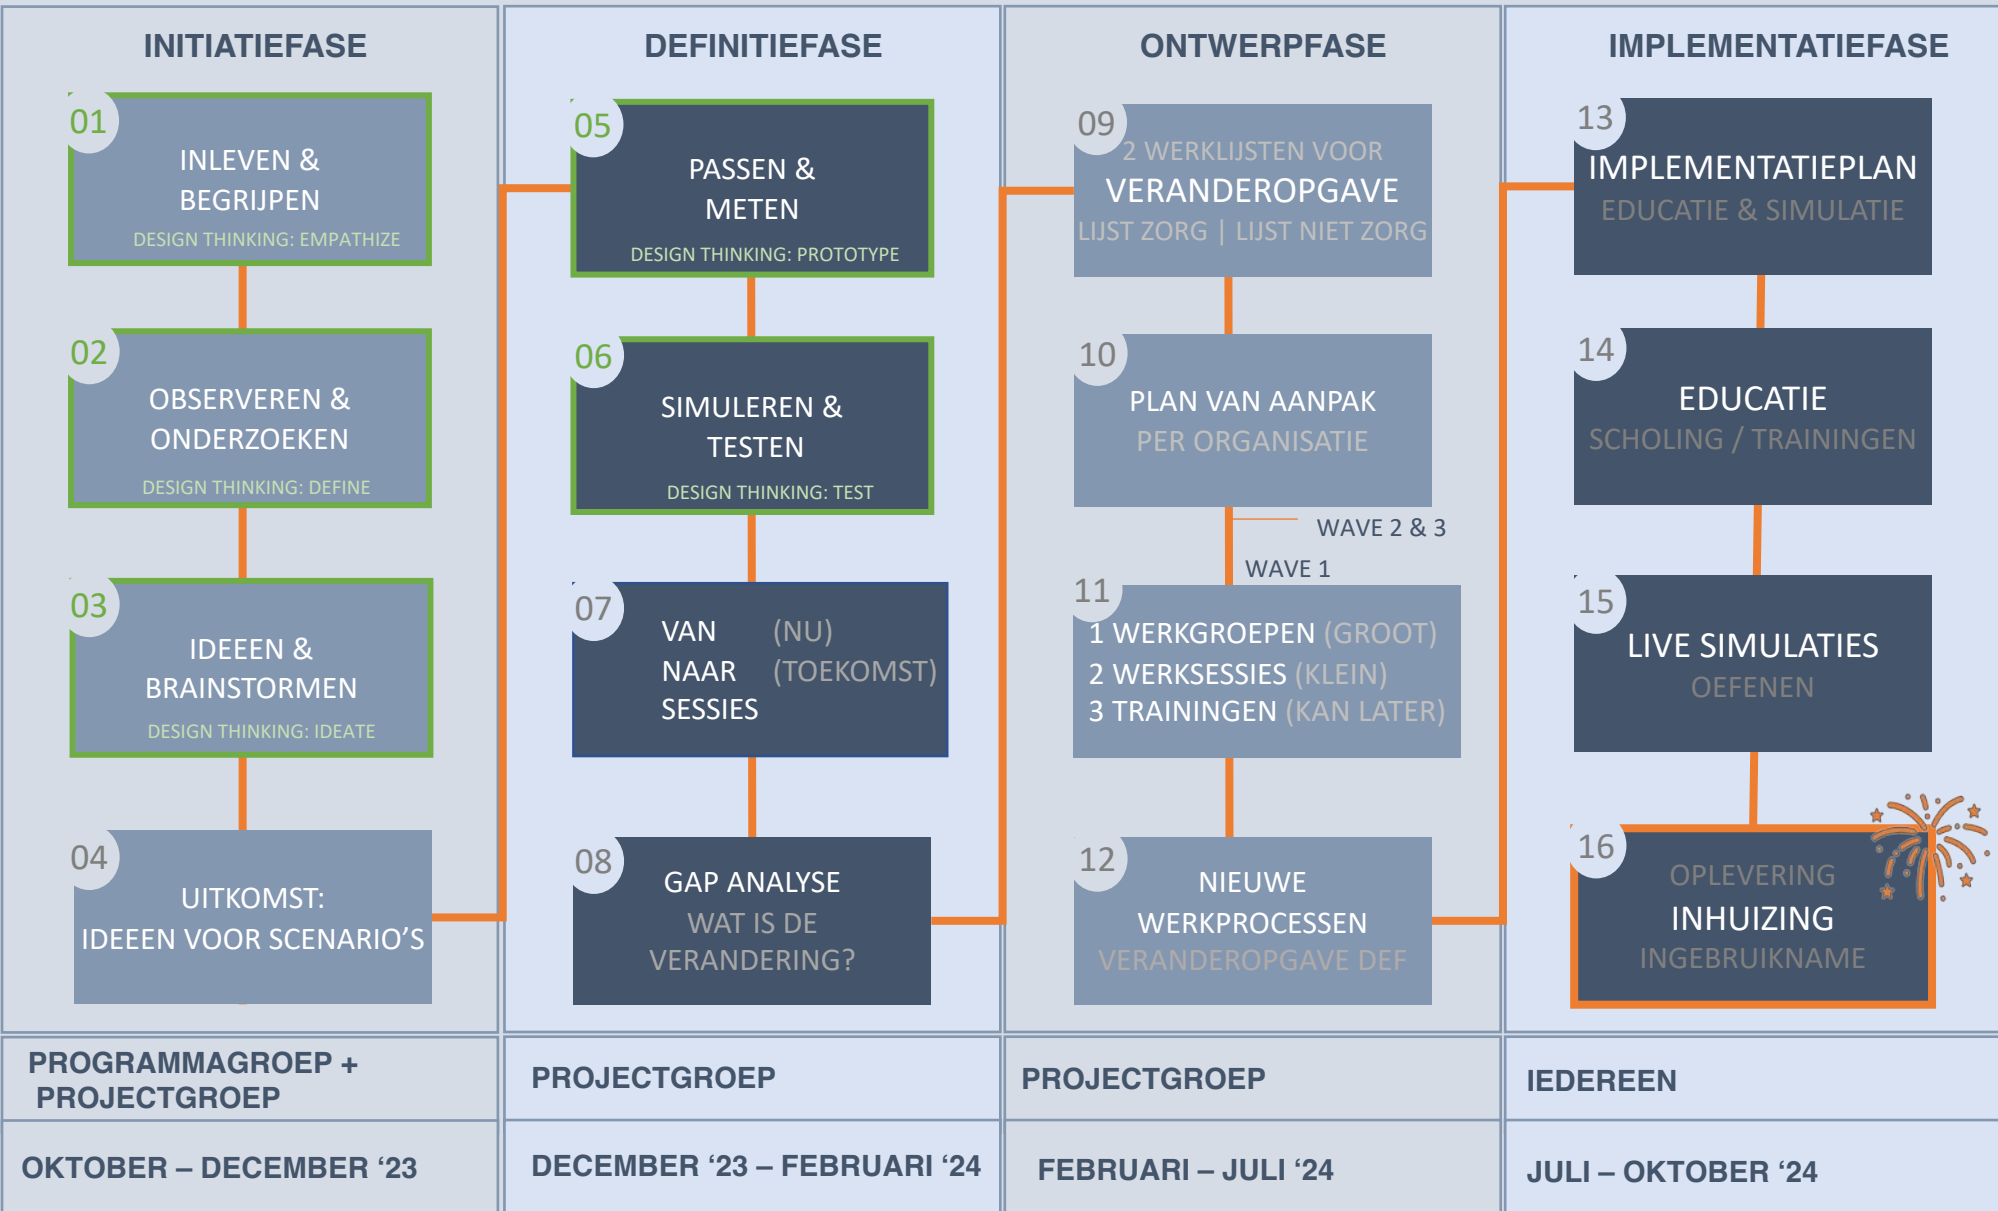 INITIATIEFASE
01
INLEVEN &
BEGRIJPEN
DESIGN THINKING: EMPATHIZE
02
OBSERVEREN &
ONDERZOEKEN
DESIGN THINKING: DEFINE
03
IDEEEN &
BRAINSTORMEN
DESIGN THINKING: IDEATE
04
UITKOMST:
IDEEEN VOOR SCENARIO’S
PROGRAMMAGROEP +
PROJECTGROEP
OKTOBER – DECEMBER ‘23
DEFINITIEFASE
05
PASSEN &
METEN
DESIGN THINKING: PROTOTYPE
06
SIMULEREN &
TESTEN
DESIGN THINKING: TEST
07
VAN (NU)
NAAR (TOEKOMST)
SESSIES
08
GAP ANALYSE
WAT IS DE
VERANDERING?
PROJECTGROEP
DECEMBER ‘23 – FEBRUARI ‘24
ONTWERPFASE
09
2 WERKLIJSTEN VOOR
VERANDEROPGAVE
LIJST ZORG | LIJST NIET ZORG
10
PLAN VAN AANPAK
PER ORGANISATIE
WAVE 2 & 3
WAVE 1
11
1 WERKGROEPEN (GROOT)
2 WERKSESSIES (KLEIN)
3 TRAININGEN (KAN LATER)
12
NIEUWE
WERKPROCESSEN
VERANDEROPGAVE DEF
PROJECTGROEP
FEBRUARI – JULI ‘24
IMPLEMENTATIEFASE
13
IMPLEMENTATIEPLAN
EDUCATIE & SIMULATIE
14
EDUCATIE
SCHOLING / TRAININGEN
15
LIVE SIMULATIES
OEFENEN
16
OPLEVERING
INHUIZING
INGEBRUIKNAME
IEDEREEN
JULI – OKTOBER ‘24